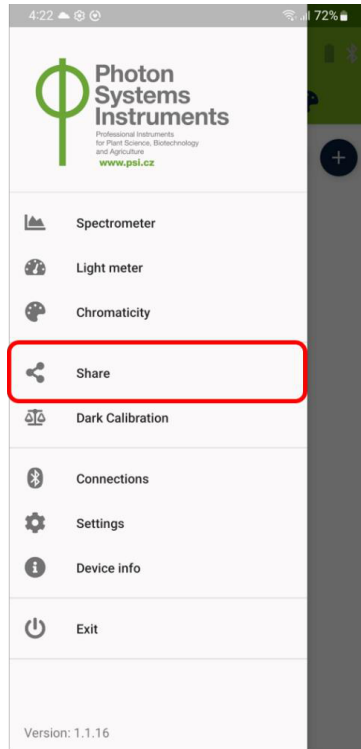 4:22
72%
Photon
Systems
Instruments
Professional Instruments
for Plant Science, Biotechnology
and Agriculture
www.psi.cz
Spectrometer
Light meter
Chromaticity
Share
Dark Calibration
Connections
Settings
Device info
Exit
Version: 1.1.16